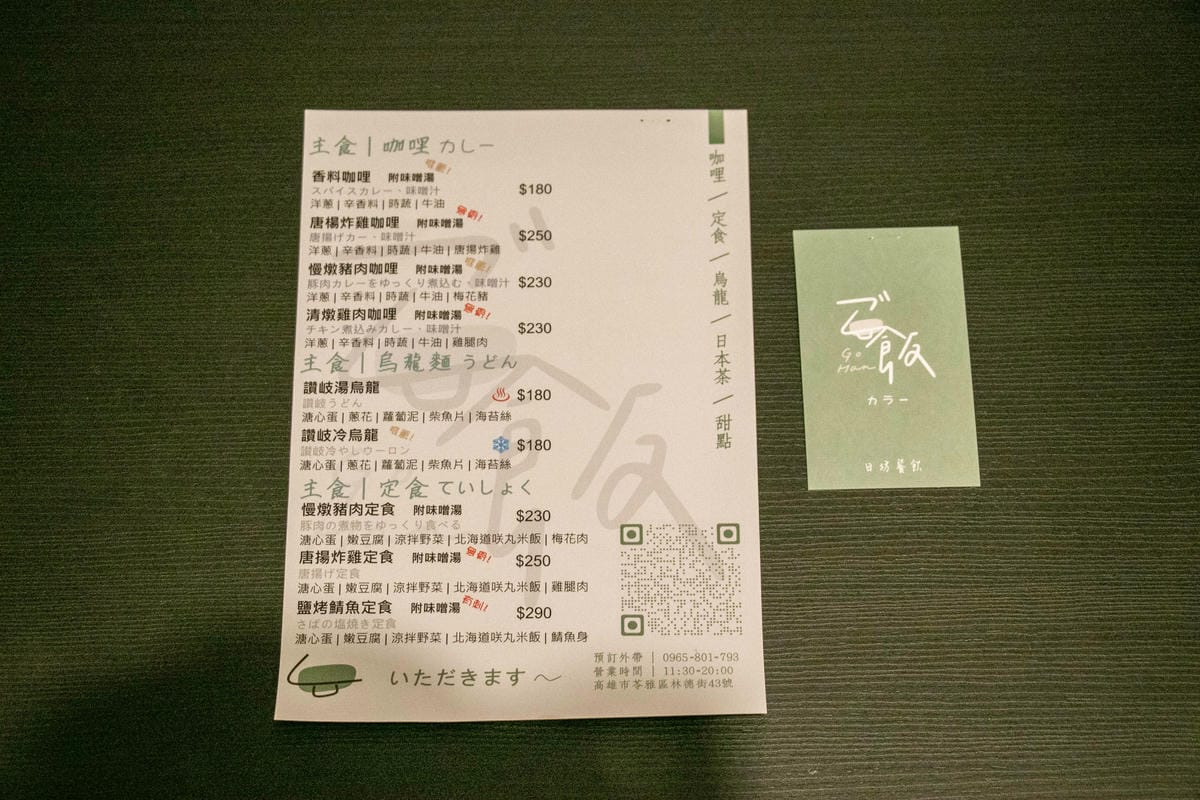 主食｜咖哩 カレー
香料咖哩 附味噌湯
スパイスカレー・味噌汁 $180
洋蔥｜辛香料｜時蔬｜牛油
唐楊炸雞咖哩 附味噌湯
唐揚げカー・味噌汁 $250
洋蔥｜辛香料｜時蔬｜牛油｜唐揚炸雞
慢燉豬肉咖哩 附味噌湯
豚肉カレーをゆっくり煮込む・味噌汁 $230
洋蔥｜辛香料｜時蔬｜牛油｜梅花豬
清燉雞肉咖哩 附味噌湯
チキン煮込みカレー・味噌汁 $230
洋蔥｜辛香料｜時蔬｜牛油｜雞腿肉
主食｜烏龍麵 うどん
讚岐湯烏龍
讚岐うどん $180
溏心蛋｜蔥花｜蘿蔔泥｜柴魚片｜海苔絲
讚岐冷烏龍
讚岐冷やしウーロン $180
溏心蛋｜蔥花｜蘿蔔泥｜柴魚片｜海苔絲
主食｜定食 ていしょく
慢燉豬肉定食 附味噌湯
豚肉の煮物をゆっくり食べる $230
溏心蛋｜嫩豆腐｜涼拌野菜｜北海道咲丸米飯｜梅花肉
唐揚炸雞定食 附味噌湯
唐揚げ定食 $250
溏心蛋｜嫩豆腐｜涼拌野菜｜北海道咲丸米飯｜雞腿肉
鹽烤鯖魚定食 附味噌湯 有刺!
さばの塩焼き定食 $290
溏心蛋｜嫩豆腐｜涼拌野菜｜北海道咲丸米飯｜鯖魚身
いただきます～
咖哩／定食／烏龍／日本茶／甜點
預訂外帶｜0965-801-793
營業時間｜11:30-20:00
高雄市苓雅區林德街43號
ご飯
Go
Han
カラー
日坊餐飲